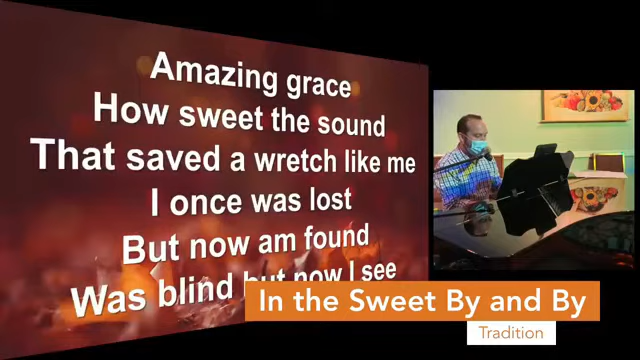 Amazing grace
How sweet the sound
That saved a wretch like me
I once was lost
But now am found
Was blind but now I see
In the Sweet By and By
Tradition